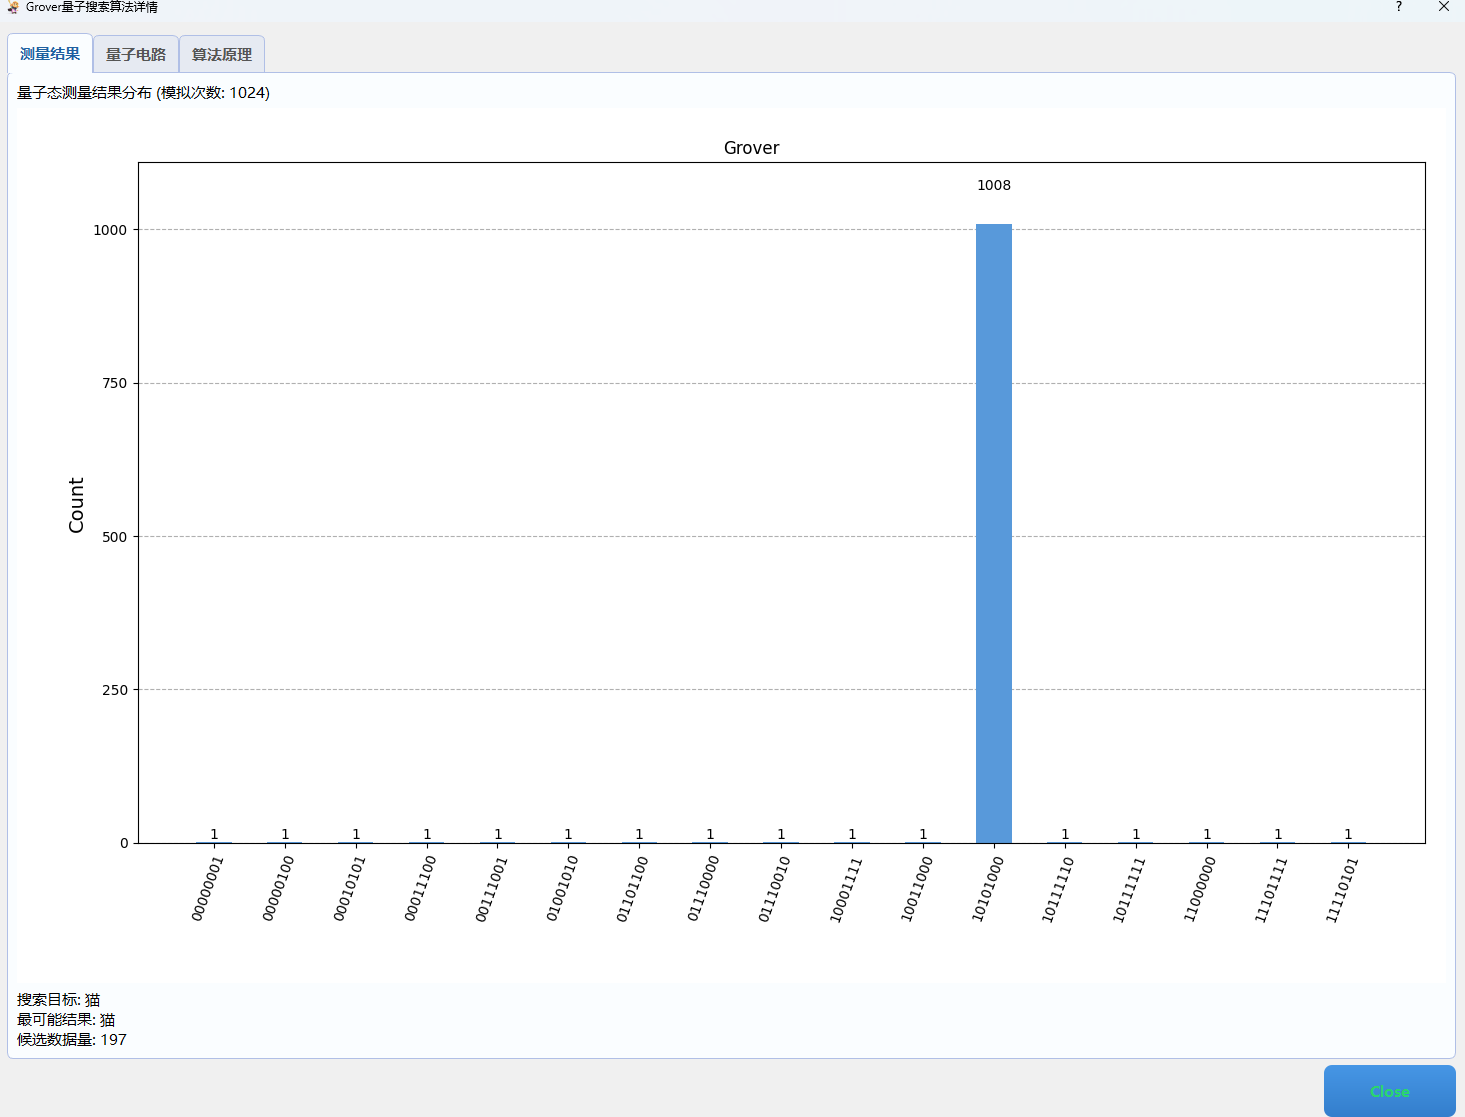 Grover量子搜索算法详情 ?
测量结果 量子电路 算法原理
量子态测量结果分布 (模拟次数: 1024)
Grover
1008
1000
750
500
250
0
Count
1 1 1 1 1 1 1 1 1 1 1 1 1 1 1 1
00000001 00000100 00010101 00011100 00111001 01001010 01101100 01110000 01110010 10001111 10011000 10101000 10111110 10111111 11000000 11101111 11110101
搜索目标: 猫
最可能结果: 猫
候选数据量: 197
Close